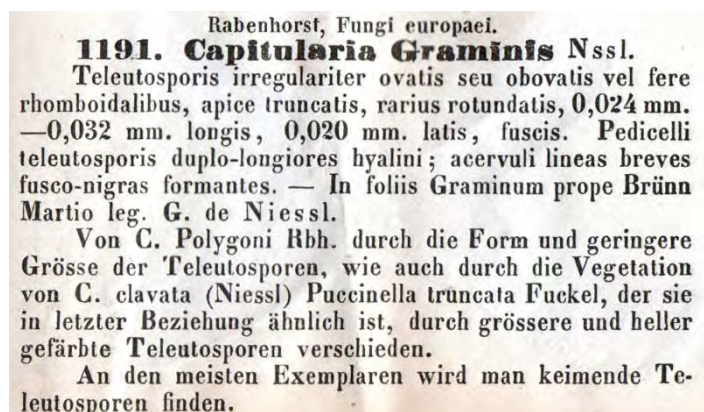 Rabenhorst, Fungi europaei.
1191. Capitularia Graminis Nssl.
Teleutosporis irregulariter ovatis seu obovatis vel fere
rhomboidalibus, apice truncatis, rarius rotundatis, 0,024 mm.
—0,032 mm. longis, 0,020 mm. latis, fuscis. Pedicelli
teleutosporis duplo-longiores hyalini; acervuli lineas breves
fusco-nigras formantes. — In foliis Graminum prope Brünn
Martio leg. G. de Niessl.
Von C. Polygoni Rbh. durch die Form und geringere
Grösse der Teleutosporen, wie auch durch die Vegetation
von C. clavata (Niessl) Puccinella truncata Fuckel, der sie
in letzter Beziehung ähnlich ist, durch grössere und heller
gefärbte Teleutosporen verschieden.
An den meisten Exemplaren wird man keimende Te-
leutosporen finden.